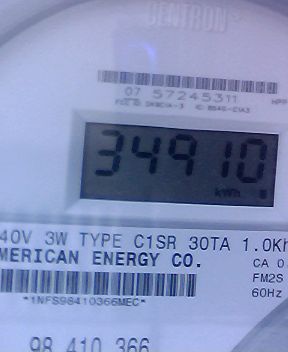 CENTRON®
07 57245311
34910
kWh
40V 3W TYPE C1SR 30TA 1.0Kh
MERICAN ENERGY CO.
CA 0.
FM2S
60Hz
*1NFS98410366MEC*
98 410 366